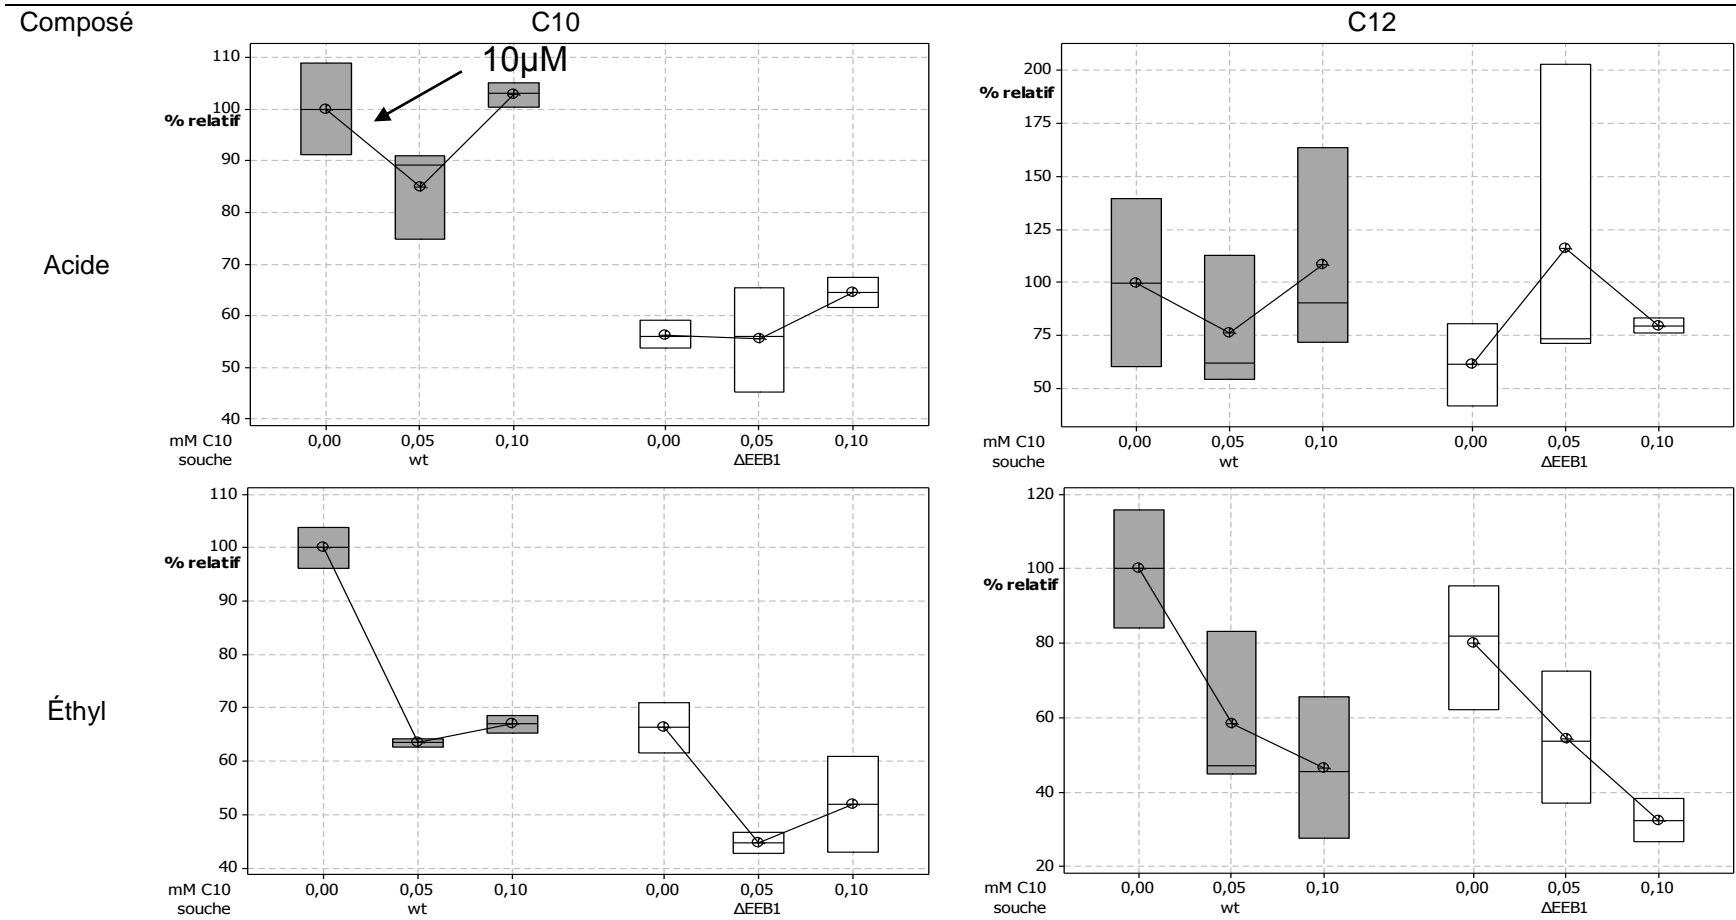 Composé C10 C12
110
10µM
100
% relatif
90
80
70
60
50
40
mM C10 0,00 0,05 0,10 0,00 0,05 0,10
souche wt ΔEEB1
200
% relatif
175
150
125
100
75
50
mM C10 0,00 0,05 0,10 0,00 0,05 0,10
souche wt ΔEEB1
Acide
110
100
% relatif
90
80
70
60
50
40
mM C10 0,00 0,05 0,10 0,00 0,05 0,10
souche wt ΔEEB1
120
100
% relatif
80
60
40
20
mM C10 0,00 0,05 0,10 0,00 0,05 0,10
souche wt ΔEEB1
Éthyl